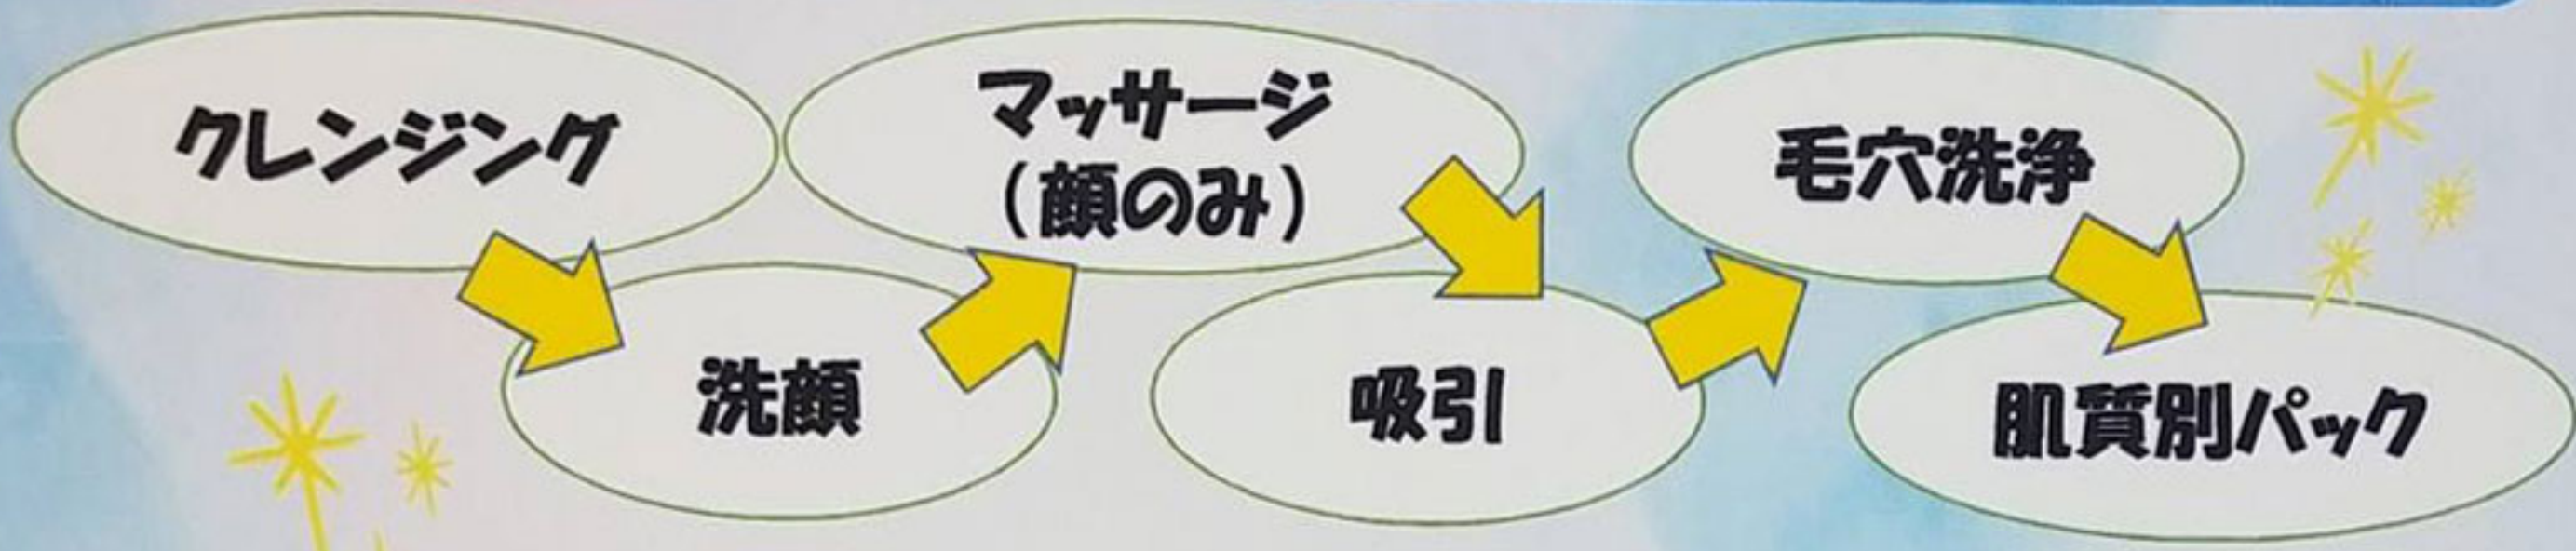 クレンジング
洗顔
マッサージ
(顔のみ)
吸引
毛穴洗浄
肌質別パック